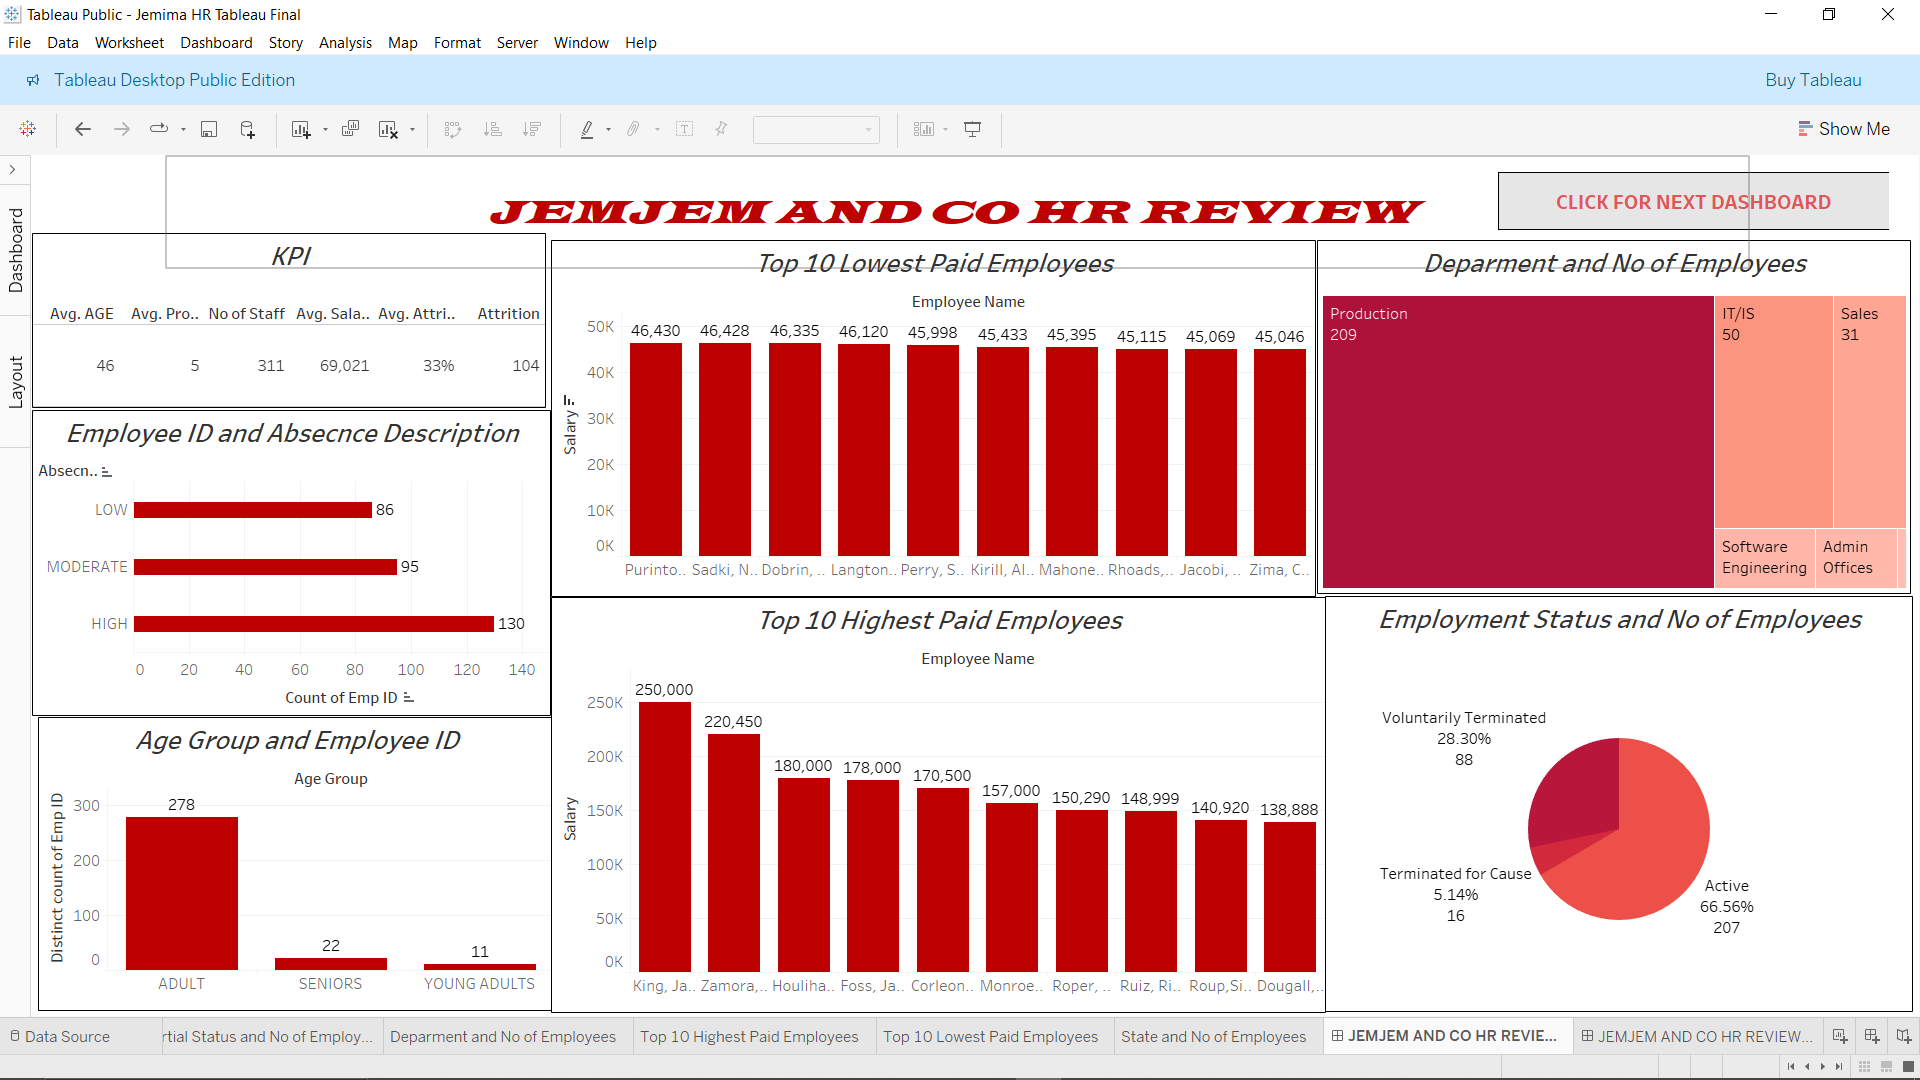 Tableau Public - Jemima HR Tableau Final
File Data Worksheet Dashboard Story Analysis Map Format Server Window Help
Tableau Desktop Public Edition
Buy Tableau
Show Me
Dashboard
Layout
JEMJEM AND CO HR REVIEW
CLICK FOR NEXT DASHBOARD
KPI
Avg. AGE Avg. Pro.. No of Staff Avg. Sala.. Avg. Attri.. Attrition
46 5 311 69,021 33% 104
Employee ID and Absecnce Description
Absecn..
LOW 86
MODERATE 95
HIGH 130
0 20 40 60 80 100 120 140
Count of Emp ID
Age Group and Employee ID
Age Group
Distinct count of Emp ID
300
200
100
0
278
22
11
ADULT SENIORS YOUNG ADULTS
Top 10 Lowest Paid Employees
Employee Name
Salary
50K
40K
30K
20K
10K
0K
46,430 46,428 46,335 46,120 45,998 45,433 45,395 45,115 45,069 45,046
Purinto.. Sadki, N.. Dobrin, .. Langton.. Perry, S.. Kirill, Al.. Mahone.. Rhoads,.. Jacobi, .. Zima, C..
Top 10 Highest Paid Employees
Employee Name
Salary
250K
200K
150K
100K
50K
0K
250,000 220,450 180,000 178,000 170,500 157,000 150,290 148,999 140,920 138,888
King, Ja.. Zamora,.. Houliha.. Foss, Ja.. Corleon.. Monroe.. Roper, .. Ruiz, Ri.. Roup,Si.. Dougall,..
Deparment and No of Employees
Production
209
IT/IS
50
Sales
31
Software
Engineering
Admin
Offices
Employment Status and No of Employees
Voluntarily Terminated
28.30%
88
Terminated for Cause
5.14%
16
Active
66.56%
207
Data Source
rtial Status and No of Employ...
Deparment and No of Employees
Top 10 Highest Paid Employees
Top 10 Lowest Paid Employees
State and No of Employees
JEMJEM AND CO HR REVIE...
JEMJEM AND CO HR REVIEW...